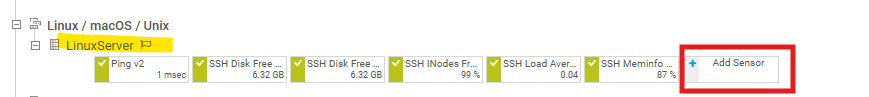 Linux / macOS / Unix
LinuxServer
Ping v2
1 msec
SSH Disk Free ...
6.32 GB
SSH Disk Free ...
6.32 GB
SSH INodes Fr...
99 %
SSH Load Aver...
0.04
SSH Meminfo ...
87 %
Add Sensor